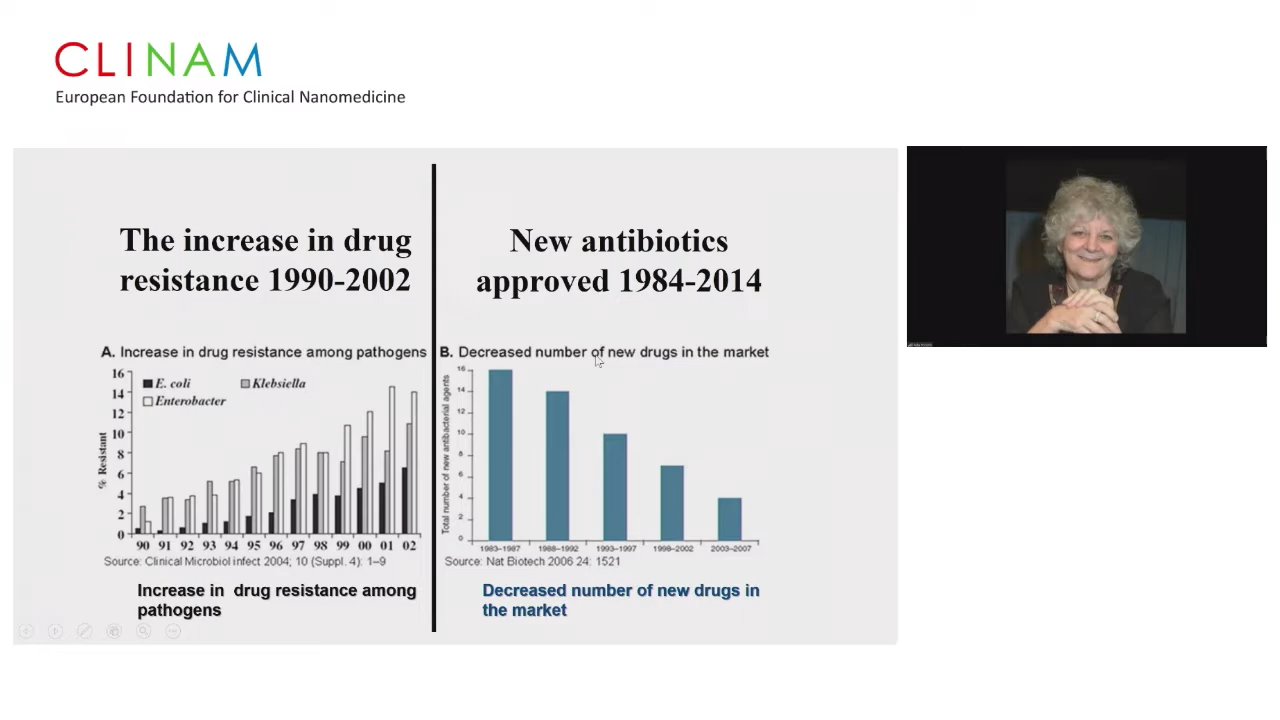 CLINAM
European Foundation for Clinical Nanomedicine
The increase in drug
resistance 1990-2002
A. Increase in drug resistance among pathogens
16
14
12
10
8
6
4
2
0
% Resistant
E. coli
Klebsiella
Enterobacter
90 91 92 93 94 95 96 97 98 99 00 01 02
Source: Clinical Microbiol infect 2004; 10 (Suppl. 4): 1–9
Increase in drug resistance among
pathogens
New antibiotics
approved 1984-2014
B. Decreased number of new drugs in the market
Total number of new antibacterial agents
16
14
12
10
8
6
4
2
0
1983–1987 1988–1992 1993–1997 1998–2002 2003–2007
Source: Nat Biotech 2006 24: 1521
Decreased number of new drugs in
the market